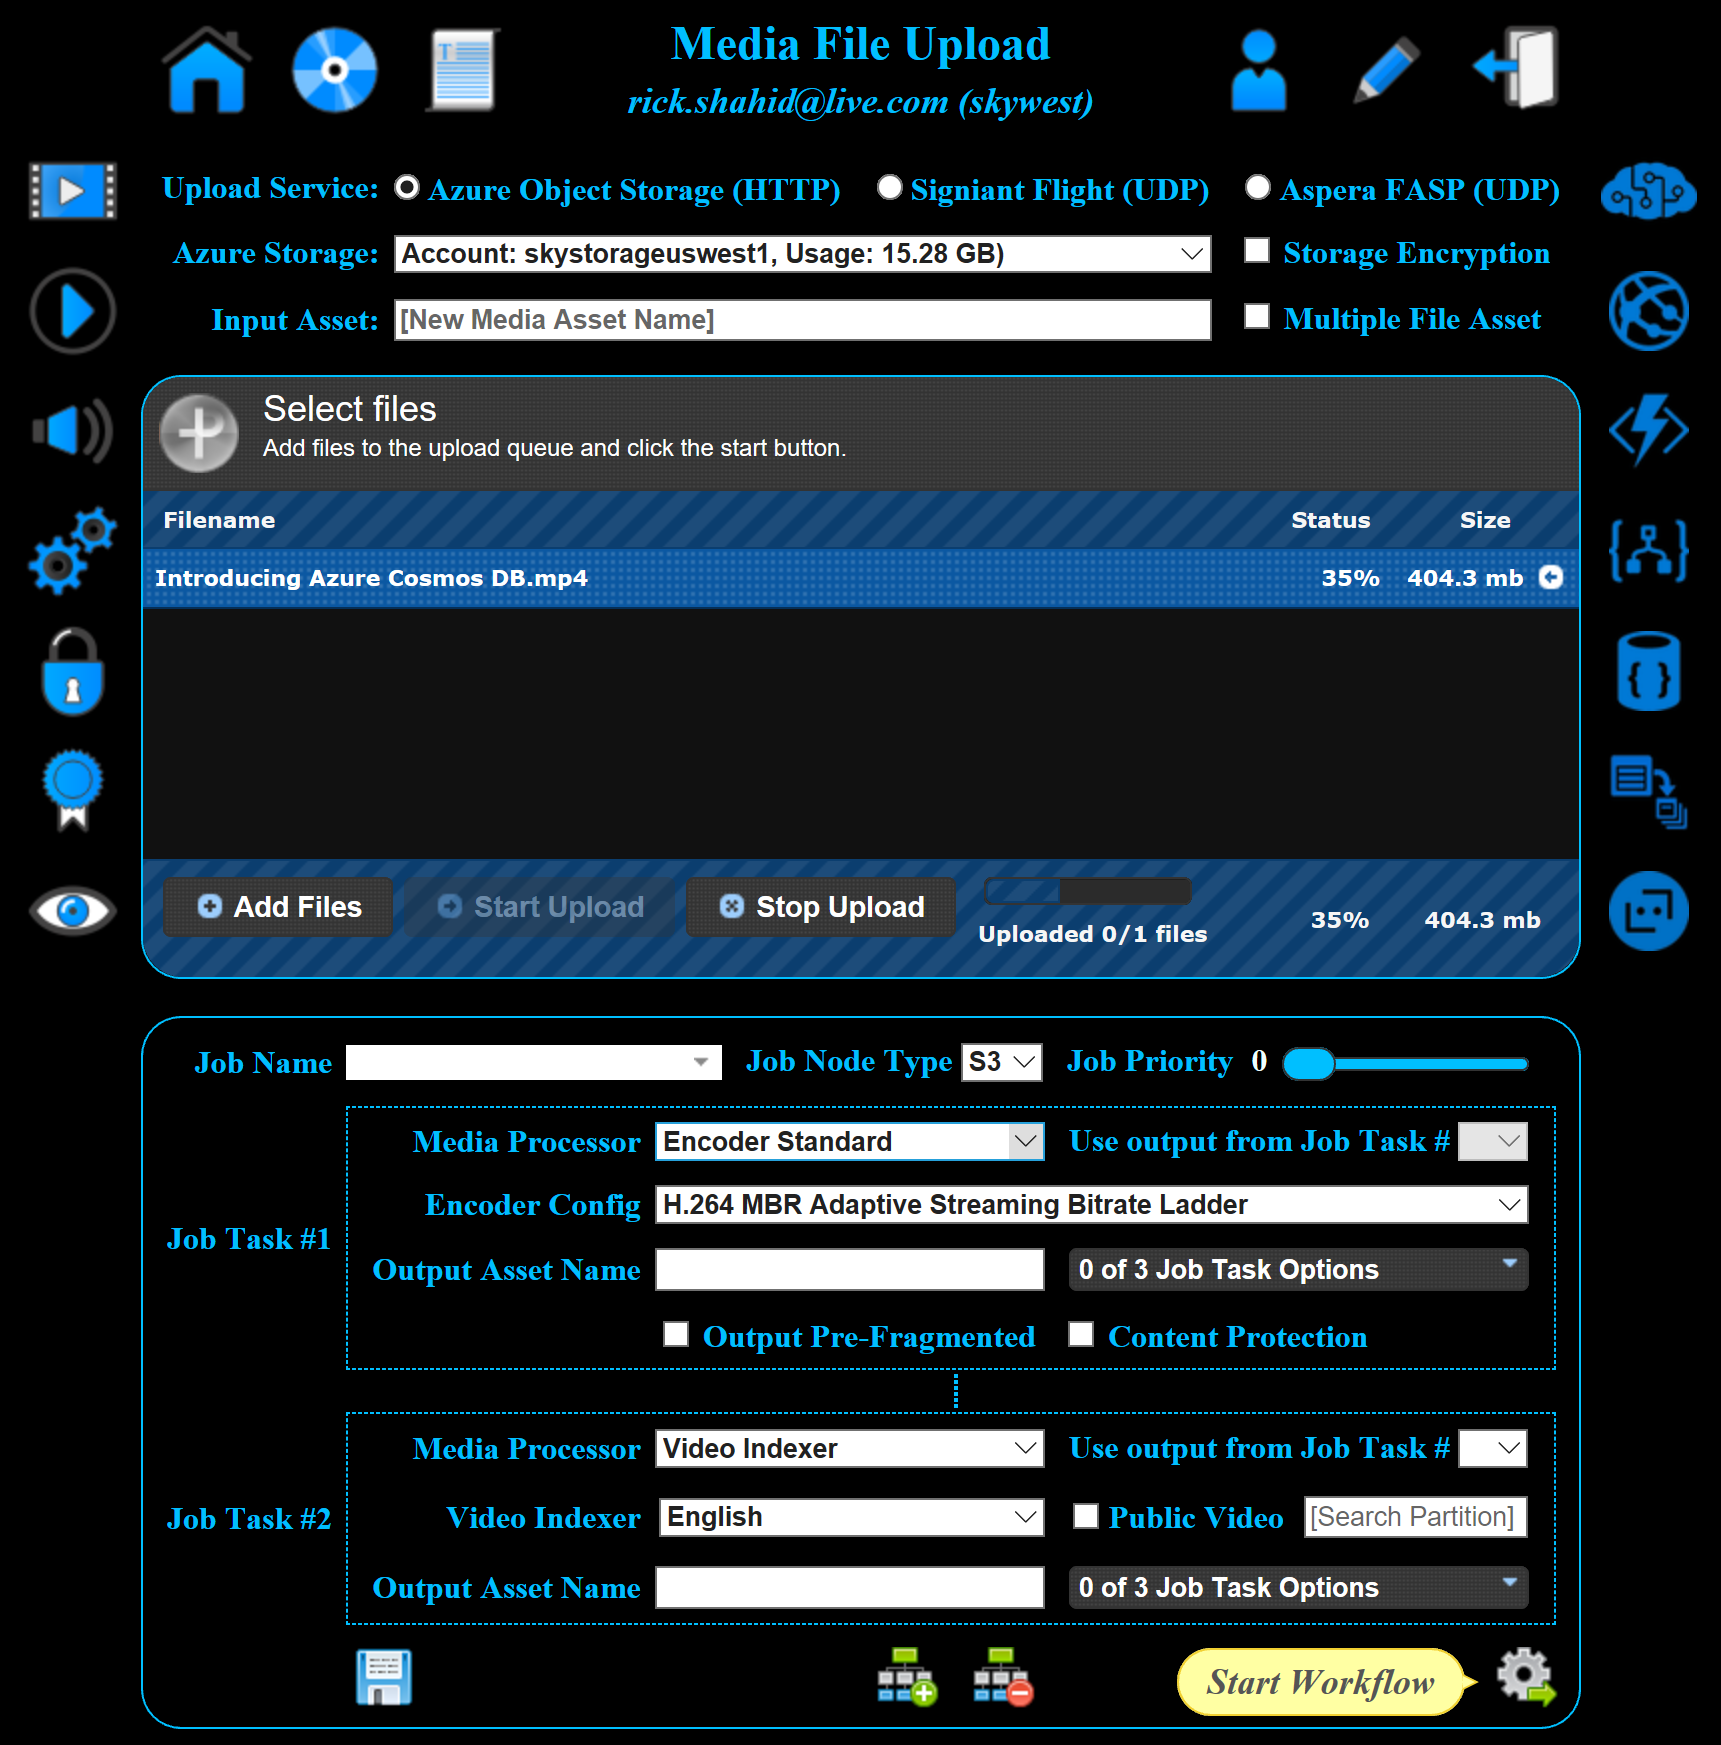 Media File Upload
rick.shahid@live.com (skywest)
Upload Service: Azure Object Storage (HTTP) Signiant Flight (UDP) Aspera FASP (UDP)
Azure Storage: Account: skystorageuswest1, Usage: 15.28 GB) Storage Encryption
Input Asset: [New Media Asset Name] Multiple File Asset
Select files
Add files to the upload queue and click the start button.
Filename Status Size
Introducing Azure Cosmos DB.mp4 35% 404.3 mb
Add Files Start Upload Stop Upload Uploaded 0/1 files 35% 404.3 mb
Job Name Job Node Type S3 Job Priority 0
Job Task #1
Media Processor Encoder Standard Use output from Job Task #
Encoder Config H.264 MBR Adaptive Streaming Bitrate Ladder
Output Asset Name 0 of 3 Job Task Options
Output Pre-Fragmented Content Protection
Job Task #2
Media Processor Video Indexer Use output from Job Task #
Video Indexer English Public Video [Search Partition]
Output Asset Name 0 of 3 Job Task Options
Start Workflow